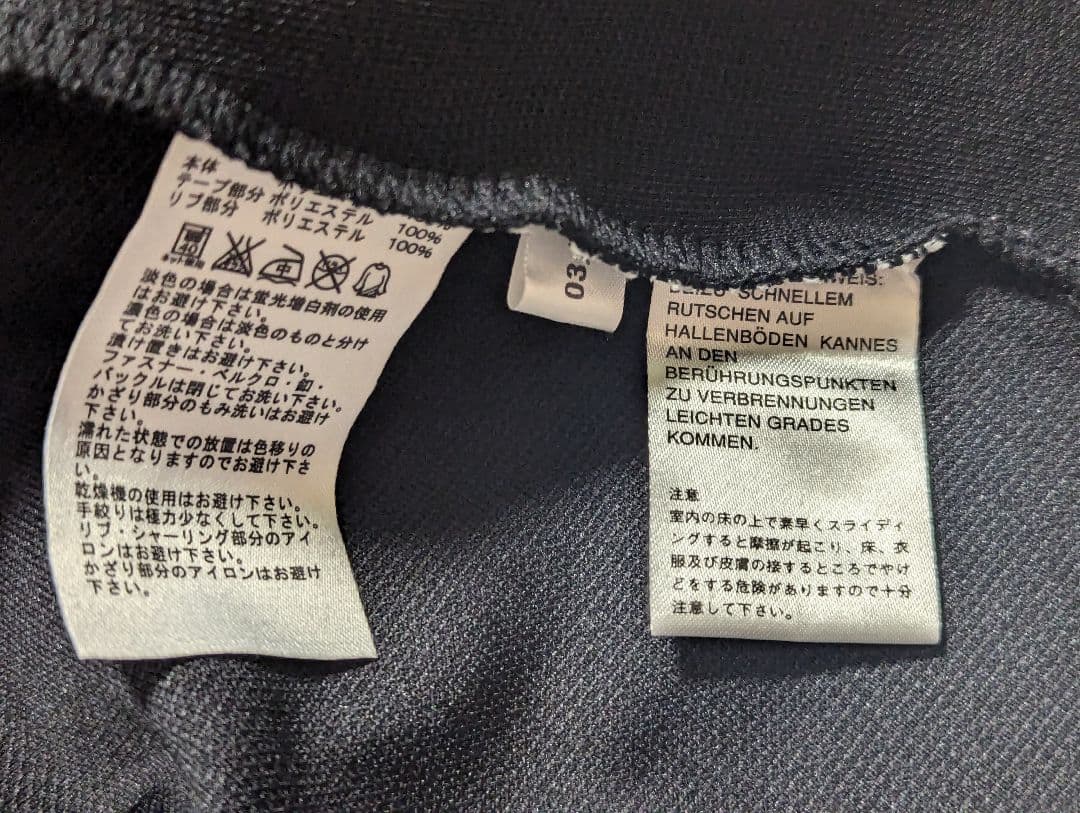 本体
テープ部分 ポリエステル 100%
リブ部分 ポリエステル 100%
40
ネット使用
中
淡色の場合は蛍光増白剤の使用
はお避け下さい。
濃色の場合は淡色のものと分け
てお洗い下さい。
漬け置きはお避け下さい。
ファスナー・ベルクロ・釦・
バックルは閉じてお洗い下さい。
かざり部分のもみ洗いはお避け
下さい。
濡れた状態での放置は色移りの
原因となりますのでお避け下さ
い。
乾燥機の使用はお避け下さい。
手絞りは極力少なくして下さい。
リブ・シャーリング部分のアイ
ロンはお避け下さい。
かざり部分のアイロンはお避け
下さい。
03
WEIS:
BEIZU SCHNELLEM
RUTSCHEN AUF
HALLENBÖDEN KANNES
AN DEN
BERÜHRUNGSPUNKTEN
ZU VERBRENNUNGEN
LEICHTEN GRADES
KOMMEN.
注意
室内の床の上で素早くスライディ
ングすると摩擦が起こり、床、衣
服及び皮膚の接するところでやけ
どをする危険がありますので十分
注意して下さい。